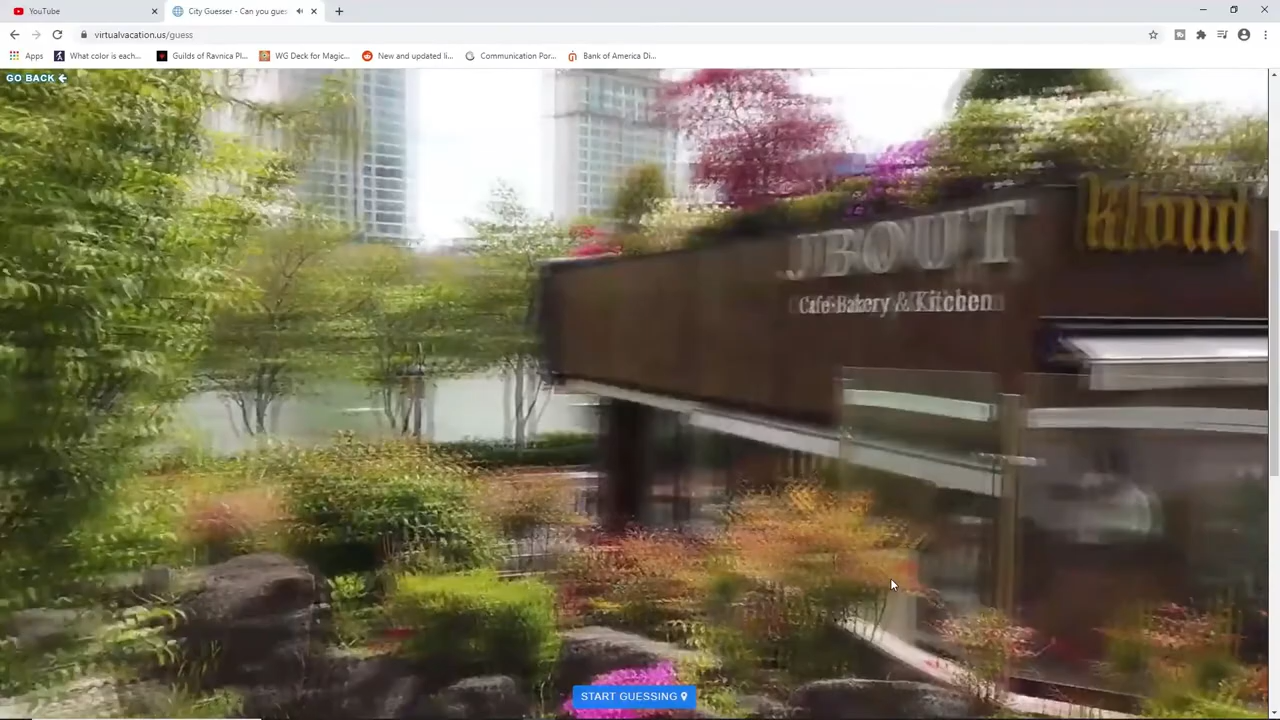 YouTube
City Guesser - Can you gues
virtualvacation.us/guess
Apps
What color is each...
Guilds of Ravnica Pl...
WG Deck for Magic...
New and updated li...
Communication Por...
Bank of America Di...
GO BACK
JBOUT
kloud
Cafe·Bakery & Kitchen
START GUESSING